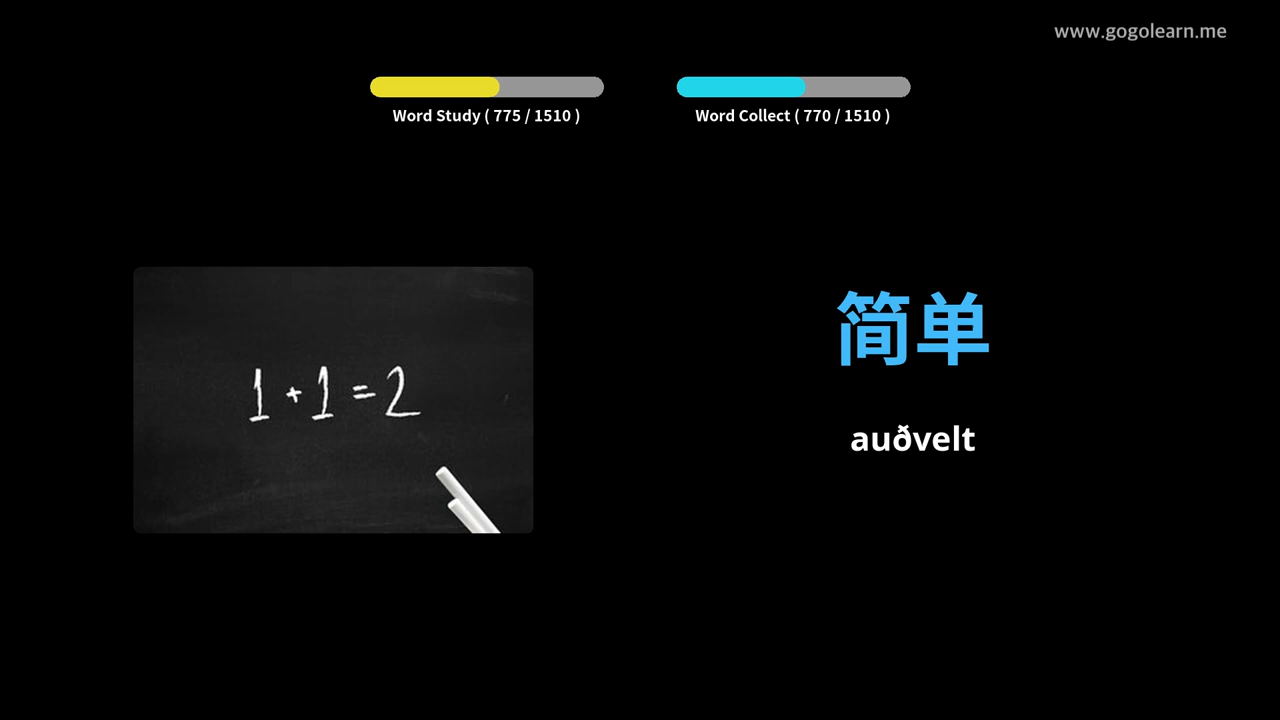 www.gogolearn.me
Word Study ( 775 / 1510 )
Word Collect ( 770 / 1510 )
1 + 1 = 2
简单
auðvelt